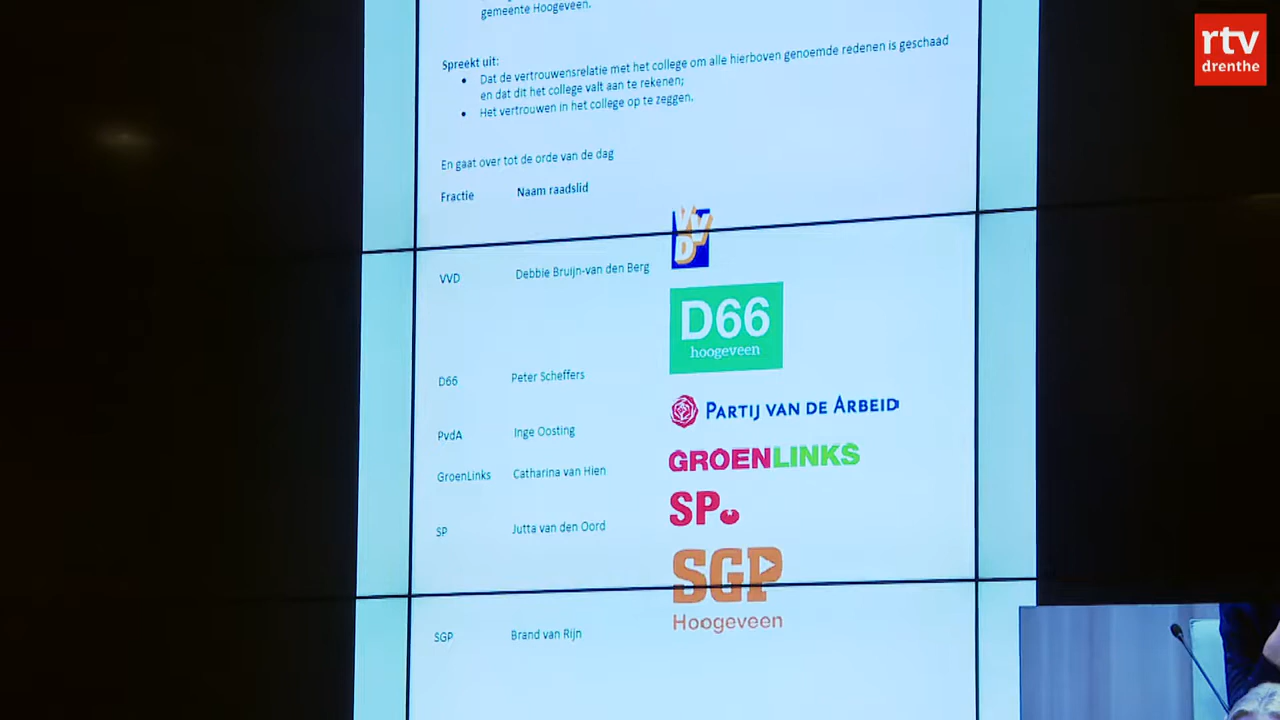 gemeente Hoogeveen.
rtv
drenthe
Spreekt uit:
• Dat de vertrouwensrelatie met het college om alle hierboven genoemde redenen is geschaad
en dat dit het college valt aan te rekenen;
• Het vertrouwen in het college op te zeggen.
En gaat over tot de orde van de dag
Fractie Naam raadslid
VVD
VVD Debbie Bruijn-van den Berg
D66
hoogeveen
D66 Peter Scheffers
PARTIJ VAN DE ARBEID
PvdA Inge Oosting
GROENLINKS
GroenLinks Catharina van Hien
SP
SP Jutta van den Oord
SGP
Hoogeveen
SGP Brand van Rijn